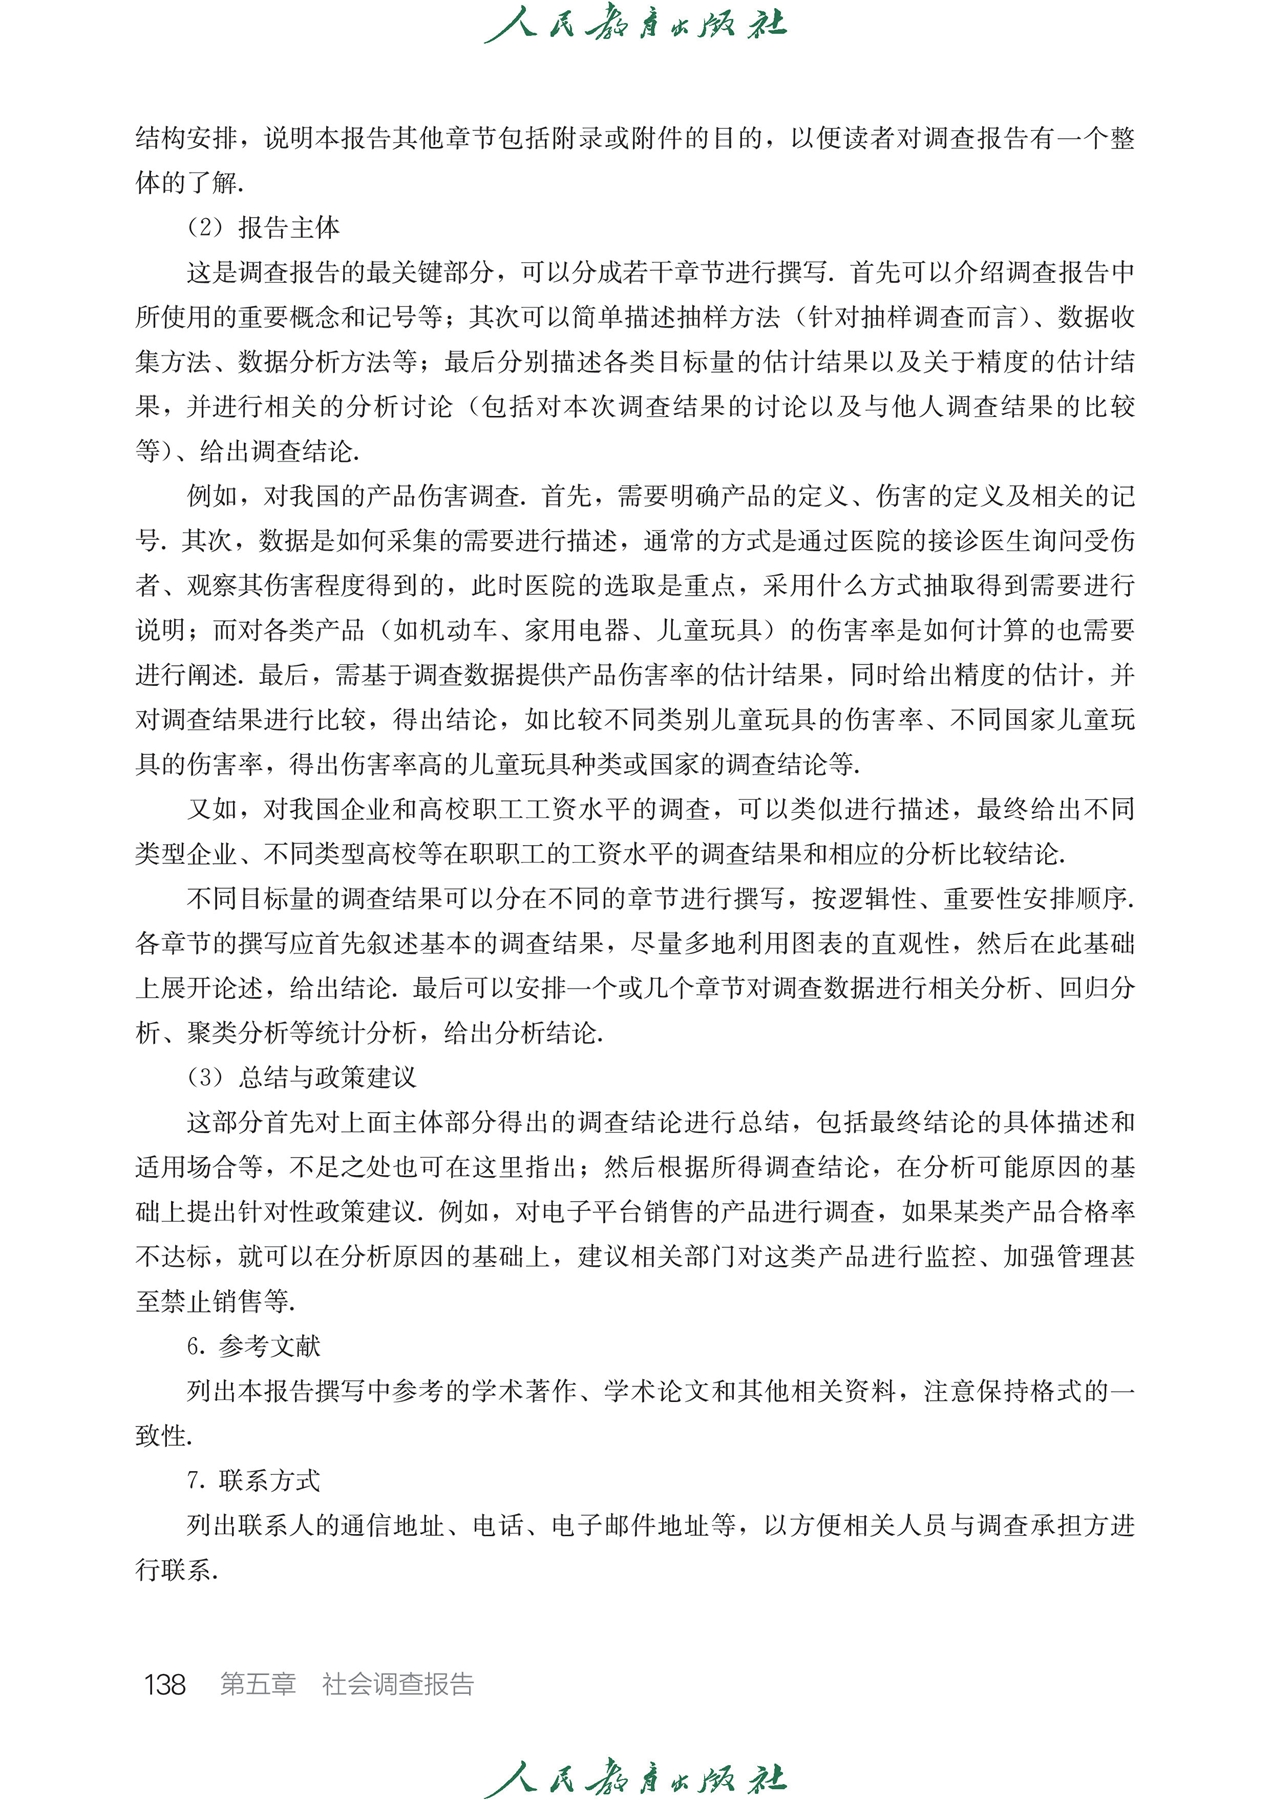 人民教育出版社
结构安排，说明本报告其他章节包括附录或附件的目的，以便读者对调查报告有一个整
体的了解.
（2）报告主体
这是调查报告的最关键部分，可以分成若干章节进行撰写. 首先可以介绍调查报告中
所使用的重要概念和记号等；其次可以简单描述抽样方法（针对抽样调查而言）、数据收
集方法、数据分析方法等；最后分别描述各类目标量的估计结果以及关于精度的估计结
果，并进行相关的分析讨论（包括对本次调查结果的讨论以及与他人调查结果的比较
等）、给出调查结论.
例如，对我国的产品伤害调查. 首先，需要明确产品的定义、伤害的定义及相关的记
号. 其次，数据是如何采集的需要进行描述，通常的方式是通过医院的接诊医生询问受伤
者、观察其伤害程度得到的，此时医院的选取是重点，采用什么方式抽取得到需要进行
说明；而对各类产品（如机动车、家用电器、儿童玩具）的伤害率是如何计算的也需要
进行阐述. 最后，需基于调查数据提供产品伤害率的估计结果，同时给出精度的估计，并
对调查结果进行比较，得出结论，如比较不同类别儿童玩具的伤害率、不同国家儿童玩
具的伤害率，得出伤害率高的儿童玩具种类或国家的调查结论等.
又如，对我国企业和高校职工工资水平的调查，可以类似进行描述，最终给出不同
类型企业、不同类型高校等在职职工的工资水平的调查结果和相应的分析比较结论.
不同目标量的调查结果可以分在不同的章节进行撰写，按逻辑性、重要性安排顺序.
各章节的撰写应首先叙述基本的调查结果，尽量多地利用图表的直观性，然后在此基础
上展开论述，给出结论. 最后可以安排一个或几个章节对调查数据进行相关分析、回归分
析、聚类分析等统计分析，给出分析结论.
（3）总结与政策建议
这部分首先对上面主体部分得出的调查结论进行总结，包括最终结论的具体描述和
适用场合等，不足之处也可在这里指出；然后根据所得调查结论，在分析可能原因的基
础上提出针对性政策建议. 例如，对电子平台销售的产品进行调查，如果某类产品合格率
不达标，就可以在分析原因的基础上，建议相关部门对这类产品进行监控、加强管理甚
至禁止销售等.
6. 参考文献
列出本报告撰写中参考的学术著作、学术论文和其他相关资料，注意保持格式的一
致性.
7. 联系方式
列出联系人的通信地址、电话、电子邮件地址等，以方便相关人员与调查承担方进
行联系.
138 第五章 社会调查报告
人民教育出版社